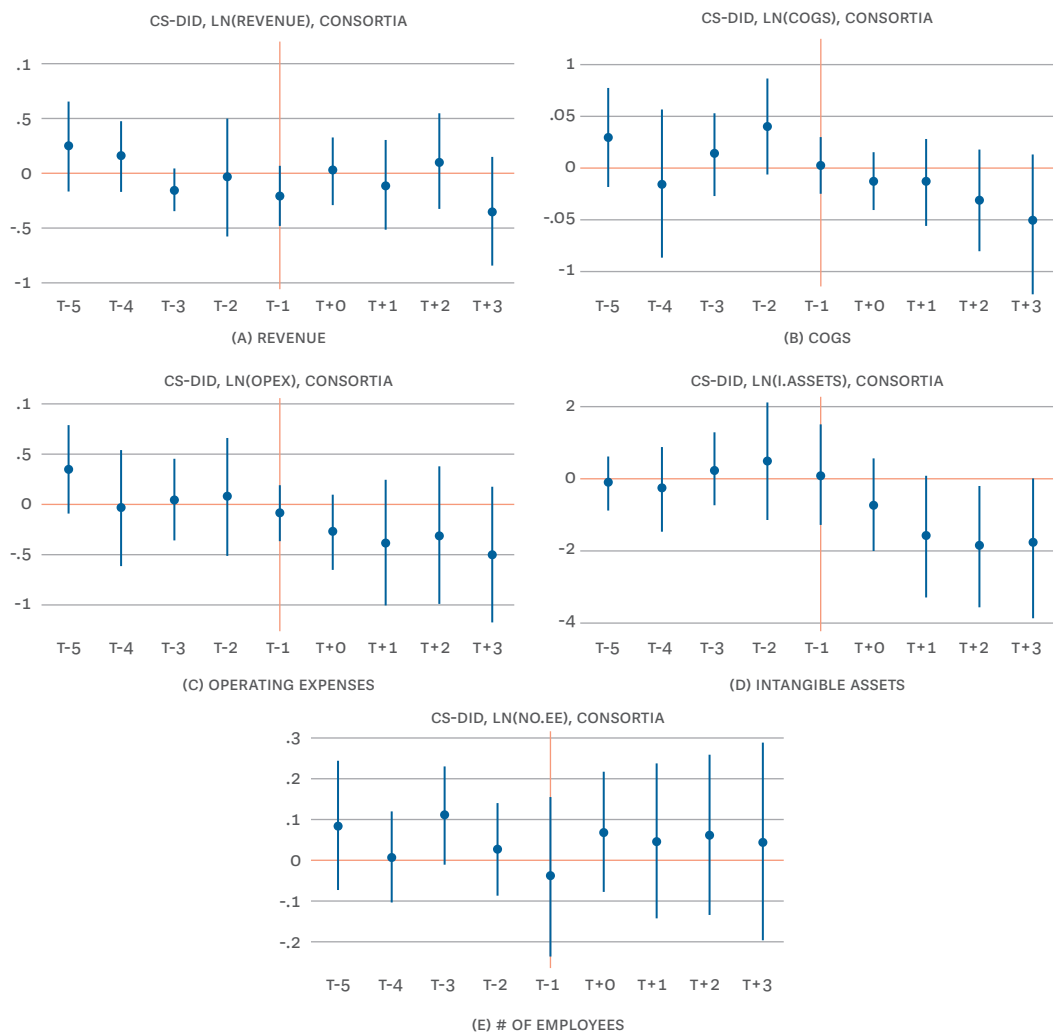 CS-DID, LN(REVENUE), CONSORTIA
.1
.5
0
-.5
-1
T-5 T-4 T-3 T-2 T-1 T+0 T+1 T+2 T+3
(A) REVENUE
CS-DID, LN(COGS), CONSORTIA
1
.05
0
-.05
-1
T-5 T-4 T-3 T-2 T-1 T+0 T+1 T+2 T+3
(B) COGS
CS-DID, LN(OPEX), CONSORTIA
.1
.5
0
-.5
-1
T-5 T-4 T-3 T-2 T-1 T+0 T+1 T+2 T+3
(C) OPERATING EXPENSES
CS-DID, LN(I.ASSETS), CONSORTIA
2
0
-2
-4
T-5 T-4 T-3 T-2 T-1 T+0 T+1 T+2 T+3
(D) INTANGIBLE ASSETS
CS-DID, LN(NO.EE), CONSORTIA
.3
.2
.1
0
-.1
-.2
T-5 T-4 T-3 T-2 T-1 T+0 T+1 T+2 T+3
(E) # OF EMPLOYEES